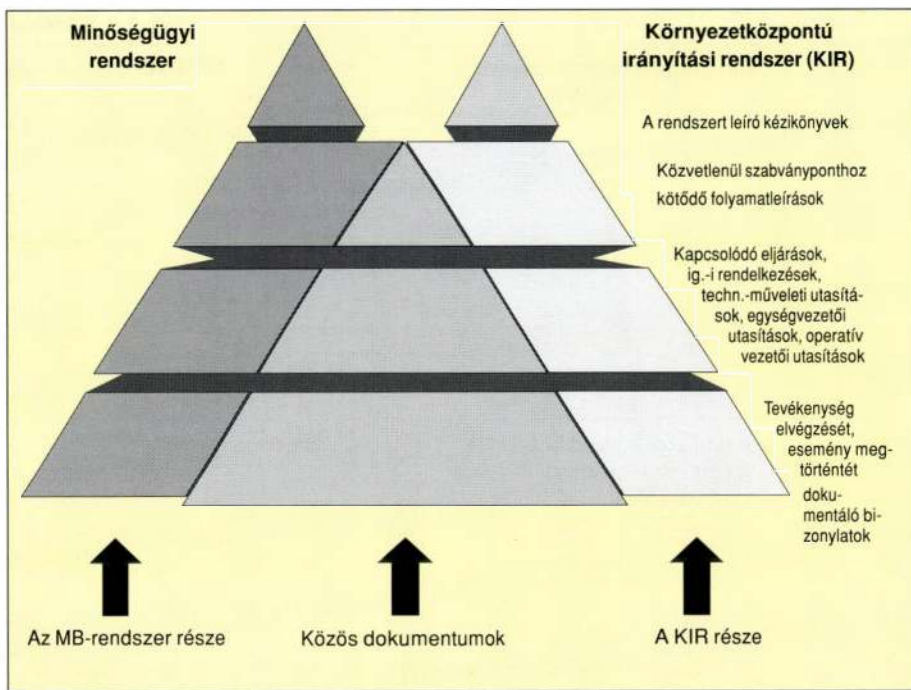 Minőségügyi
rendszer
Környezetközpontú
irányítási rendszer (KIR)
A rendszert leíró kézikönyvek
Közvetlenül szabványponthoz
kötődő folyamatleírások
Kapcsolódó eljárások,
ig.-i rendelkezések,
techn.-műveleti utasítá-
sok, egységvezetői
utasítások, operatív
vezetői utasítások
Tevékenység
elvégzését,
esemény meg-
történtét
doku-
mentáló bi-
zonylatok
Az MB-rendszer része
Közös dokumentumok
A KIR része